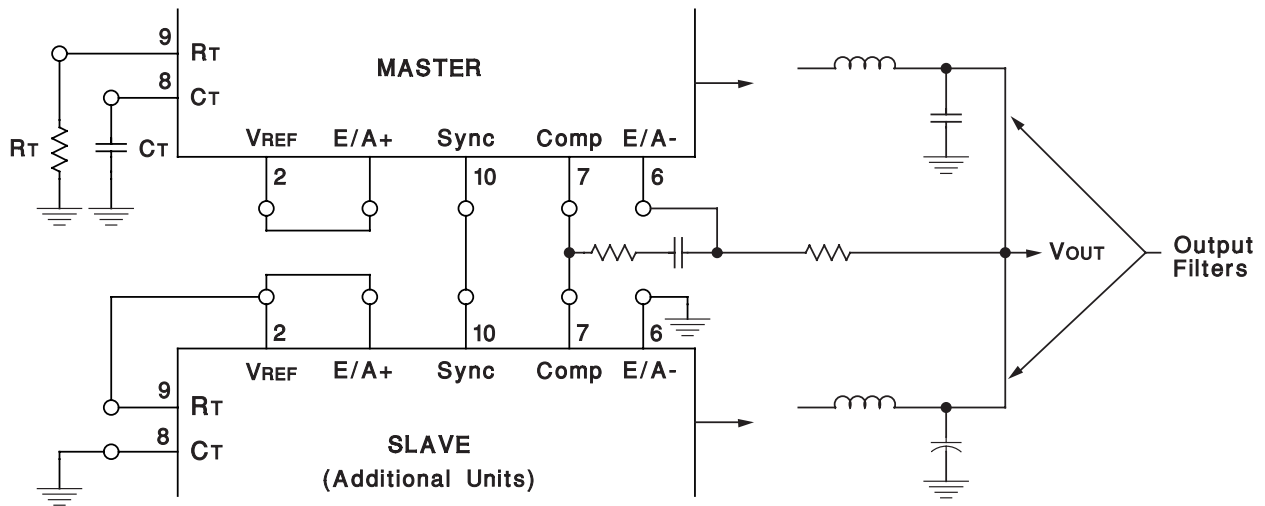 9 RT
MASTER
8 CT
RT
CT
VREF E/A+ Sync Comp E/A-
2 10 7 6
VOUT
Output
Filters
2 10 7 6
VREF E/A+ Sync Comp E/A-
9 RT
8 CT
SLAVE
(Additional Units)